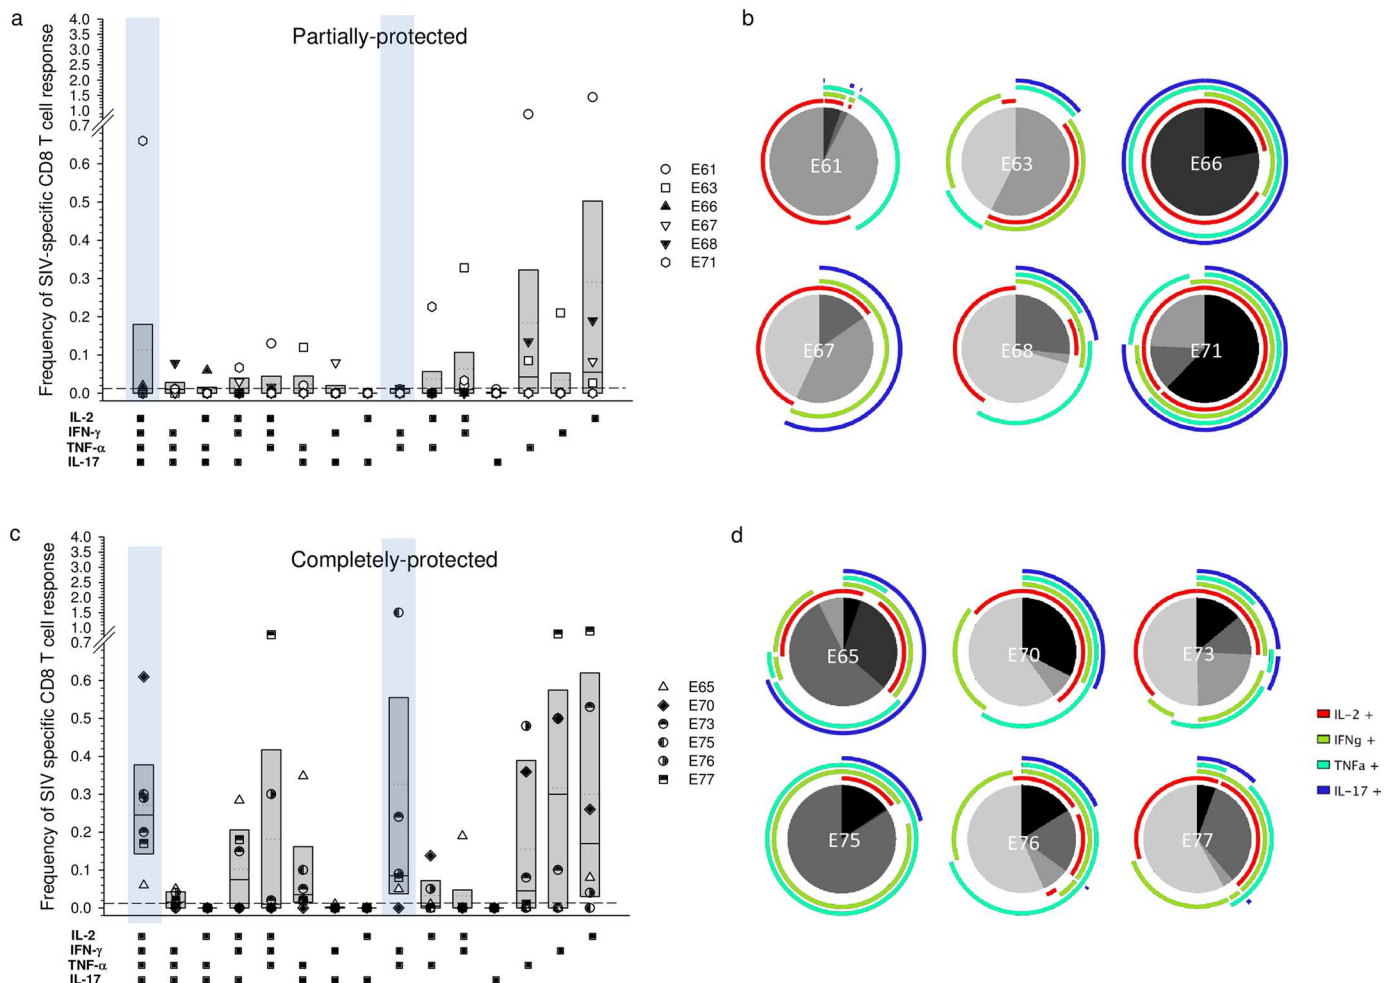 a
Partially-protected
Frequency of SIV-specific CD8 T cell response
4.0
3.5
3.0
2.5
2.0
1.5
1.0
0.7
0.6
0.5
0.4
0.3
0.2
0.1
0.0
IL-2
IFN-γ
TNF-α
IL-17
E61
E63
E66
E67
E68
E71
b
E61
E63
E66
E67
E68
E71
c
Completely-protected
Frequency of SIV specific CD8 T cell response
4.0
3.5
3.0
2.5
2.0
1.5
1.0
0.7
0.6
0.5
0.4
0.3
0.2
0.1
0.0
IL-2
IFN-γ
TNF-α
IL-17
E65
E70
E73
E75
E76
E77
d
E65
E70
E73
E75
E76
E77
IL-2 +
IFNg +
TNFa +
IL-17 +